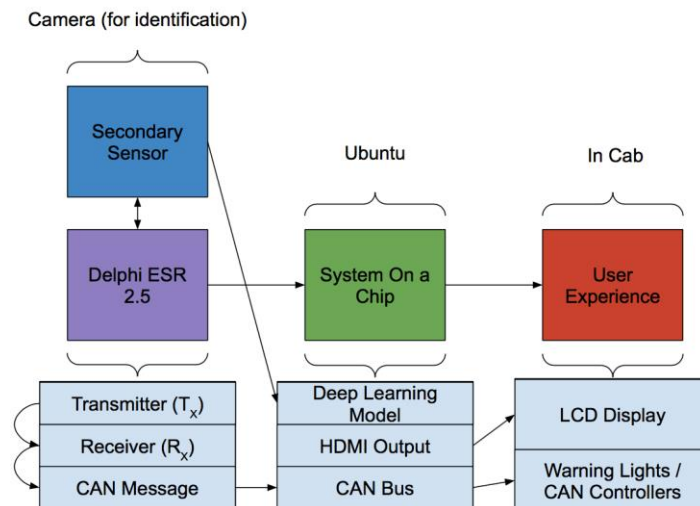 Camera (for identification)
Secondary
Sensor
Ubuntu
In Cab
Delphi ESR
2.5
System On a
Chip
User
Experience
Transmitter (Tx)
Receiver (Rx)
CAN Message
Deep Learning
Model
HDMI Output
CAN Bus
LCD Display
Warning Lights /
CAN Controllers